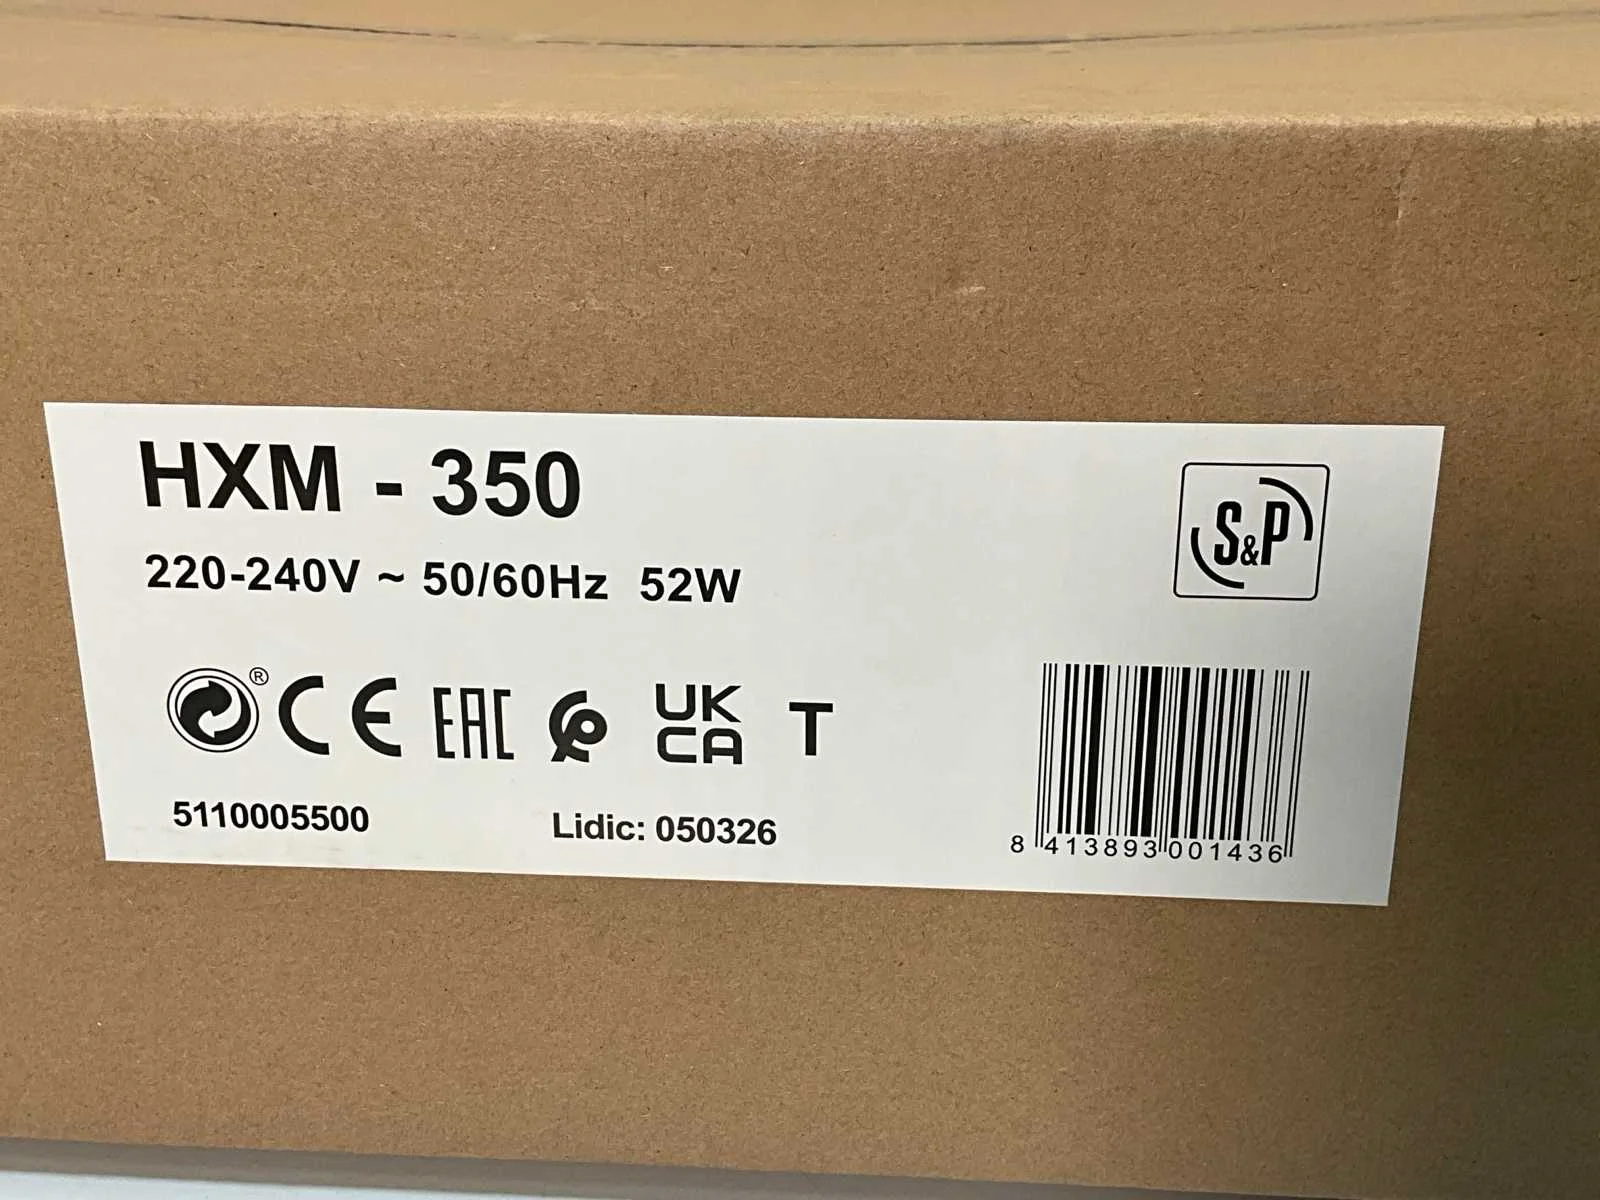 HXM - 350
S&P
220-240V ~ 50/60Hz 52W
® CE EAC UK CA T
5110005500
Lidic: 050326
8 413893 001436